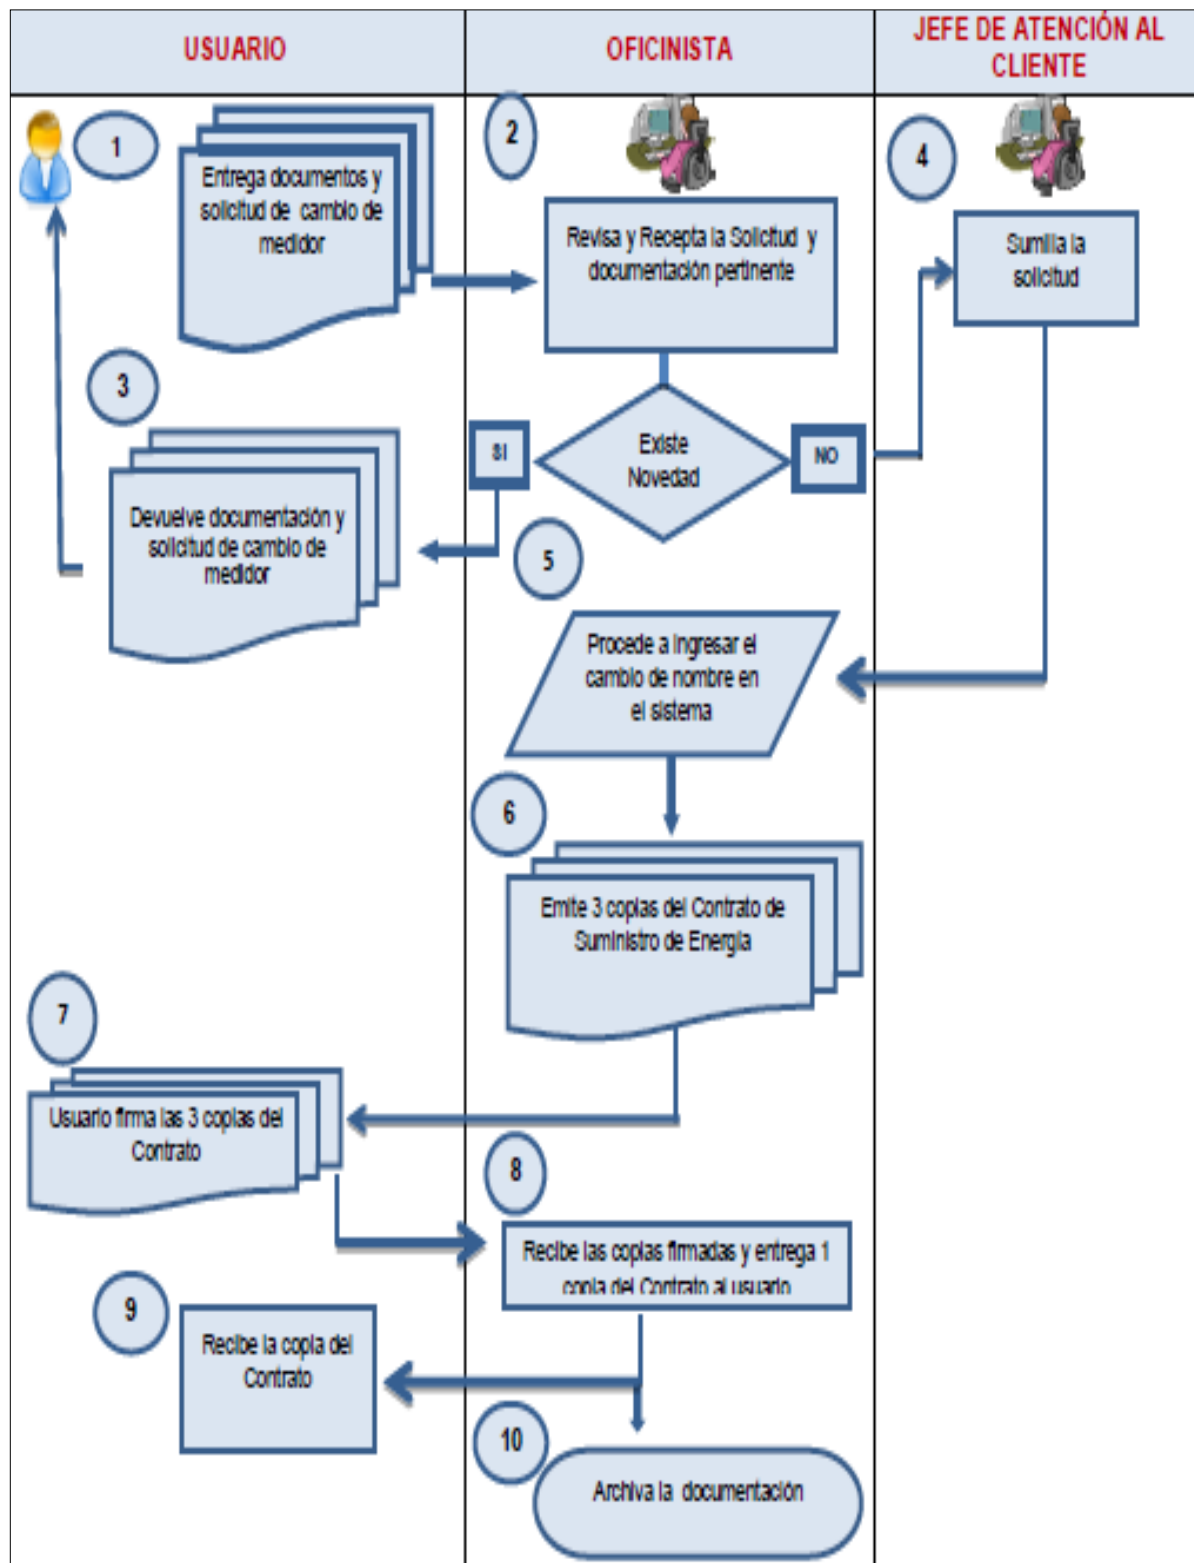 USUARIO
OFICINISTA
JEFE DE ATENCIÓN AL
CLIENTE
1
Entrega documentos y
solicitud de cambio de
medidor
2
Revisa y Recepta la Solicitud y
documentación pertinente
4
Sumilla la
solicitud
3
Devuelve documentación y
solicitud de cambio de
medidor
SI
Existe
Novedad
NO
5
Procede a ingresar el
cambio de nombre en
el sistema
6
Emite 3 copias del Contrato de
Suministro de Energía
7
Usuario firma las 3 copias del
Contrato
8
Recibe las copias firmadas y entrega 1
copia del Contrato al usuario
9
Recibe la copia del
Contrato
10
Archiva la documentación